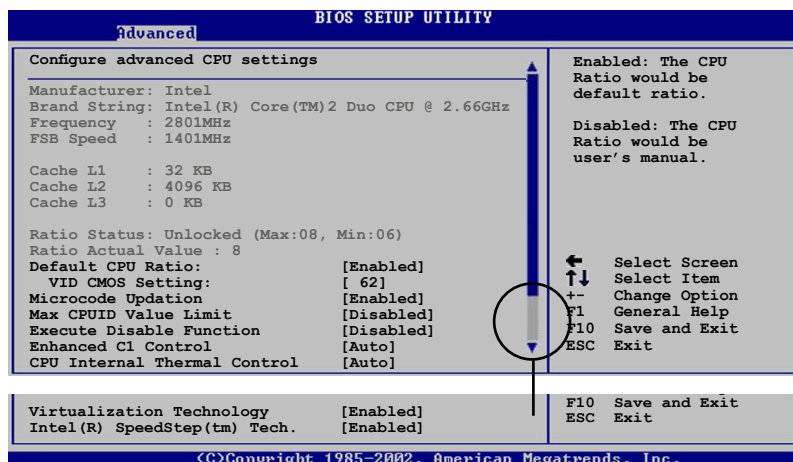 BIOS SETUP UTILITY
Advanced
Configure advanced CPU settings
Manufacturer: Intel
Brand String: Intel(R) Core(TM)2 Duo CPU @ 2.66GHz
Frequency : 2801MHz
FSB Speed : 1401MHz
Cache L1 : 32 KB
Cache L2 : 4096 KB
Cache L3 : 0 KB
Ratio Status: Unlocked (Max:08, Min:06)
Ratio Actual Value : 8
Default CPU Ratio: [Enabled]
VID CMOS Setting: [ 62]
Microcode Updation [Enabled]
Max CPUID Value Limit [Disabled]
Execute Disable Function [Disabled]
Enhanced C1 Control [Auto]
CPU Internal Thermal Control [Auto]
Enabled: The CPU
Ratio would be
default ratio.
Disabled: The CPU
Ratio would be
user's manual.
← Select Screen
↑↓ Select Item
+- Change Option
F1 General Help
F10 Save and Exit
ESC Exit
Virtualization Technology [Enabled]
Intel(R) SpeedStep(tm) Tech. [Enabled]
F10 Save and Exit
ESC Exit
(C)Copyright 1985-2002, American Megatrends, Inc.